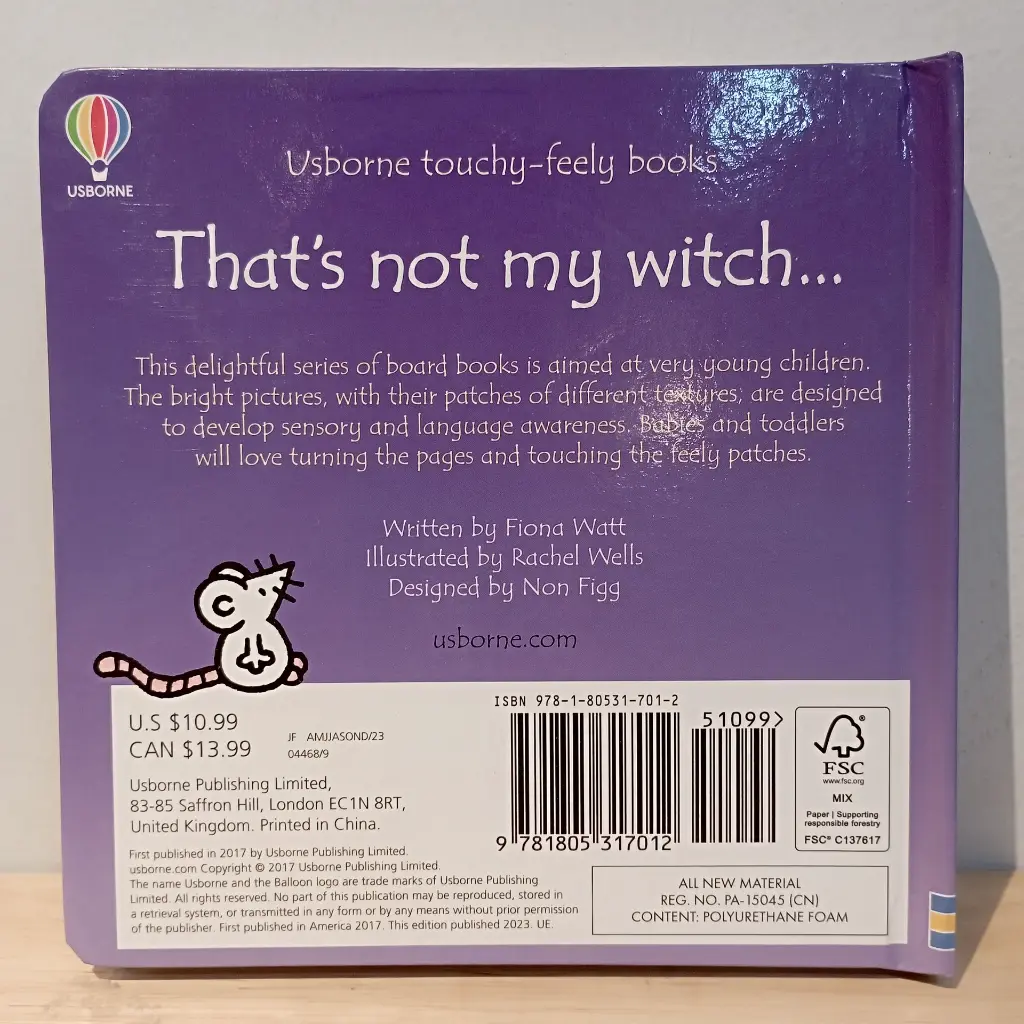 USBORNE
Usborne touchy-feely books
That's not my witch...
This delightful series of board books is aimed at very young children.
The bright pictures, with their patches of different textures, are designed
to develop sensory and language awareness. Babies and toddlers
will love turning the pages and touching the feely patches.
Written by Fiona Watt
Illustrated by Rachel Wells
Designed by Non Figg
usborne.com
U.S $10.99
CAN $13.99
JF AMJJASOND/23
04468/9
Usborne Publishing Limited,
83-85 Saffron Hill, London EC1N 8RT,
United Kingdom. Printed in China.
First published in 2017 by Usborne Publishing Limited.
usborne.com Copyright © 2017 Usborne Publishing Limited.
The name Usborne and the Balloon logo are trade marks of Usborne Publishing
Limited. All rights reserved. No part of this publication may be reproduced, stored in
a retrieval system, or transmitted in any form or by any means without prior permission
of the publisher. First published in America 2017. This edition published 2023. UE.
ISBN 978-1-80531-701-2
51099>
9 781805 317012
FSC®
www.fsc.org
MIX
Paper | Supporting
responsible forestry
FSC® C137617
ALL NEW MATERIAL
REG. NO. PA-15045 (CN)
CONTENT: POLYURETHANE FOAM